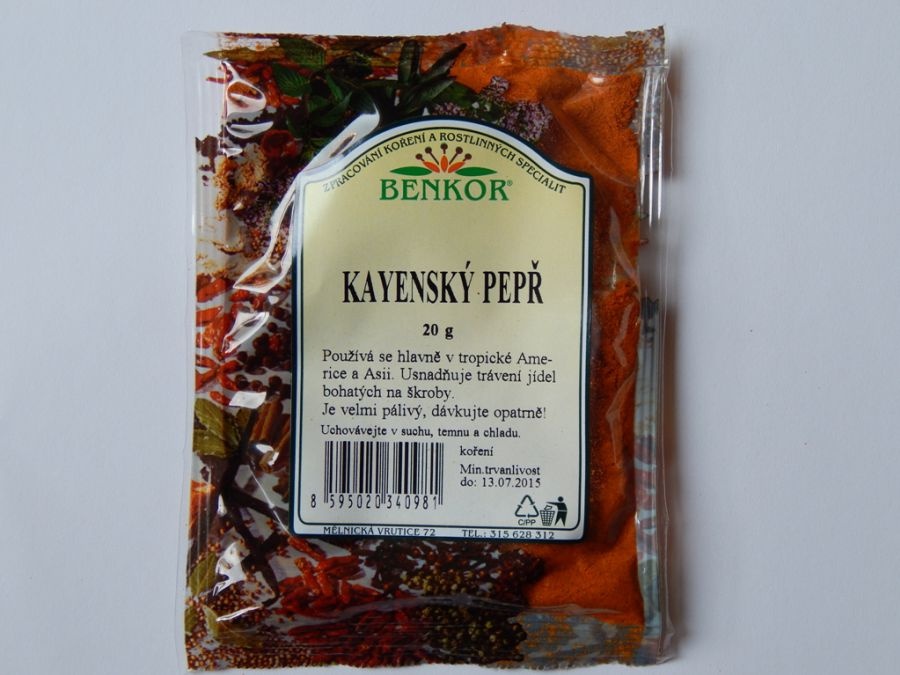 ZPRACOVÁNÍ KOŘENÍ A ROSTLINNÝCH SPECIALIT
BENKOR®
KAYENSKÝ PEPŘ
20 g
Používá se hlavně v tropické Ame-
rice a Asii. Usnadňuje trávení jídel
bohatých na škroby.
Je velmi pálivý, dávkujte opatrně!
Uchovávejte v suchu, temnu a chladu.
koření
Min.trvanlivost
do: 13.07.2015
8 595020 340981
C/PP
MĚLNICKÁ VRUTICE 72 TEL.: 315 628 312